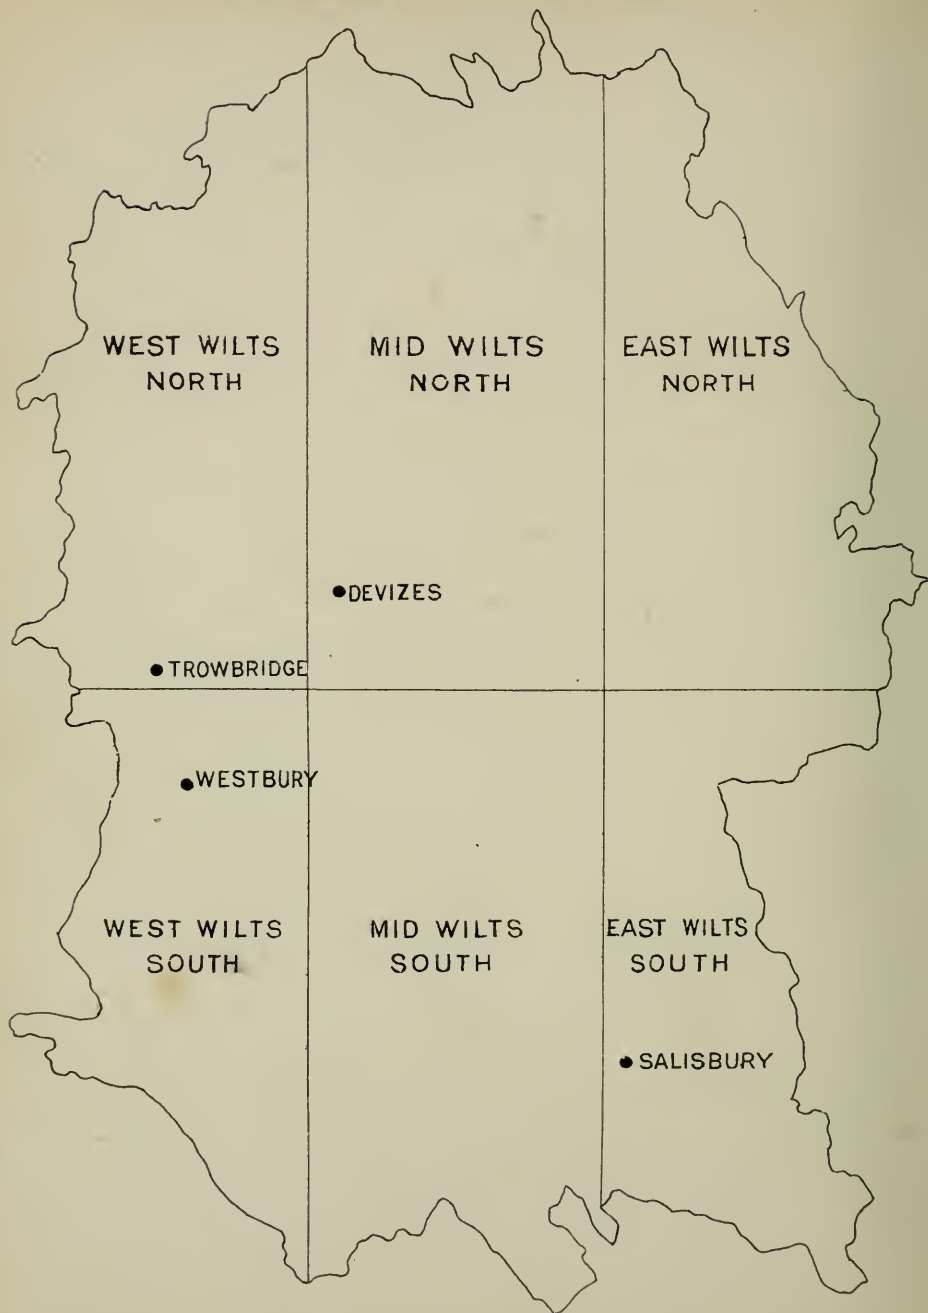 WEST WILTS
NORTH
MID WILTS
NORTH
EAST WILTS
NORTH
DEVIZES
TROWBRIDGE
WESTBURY
WEST WILTS
SOUTH
MID WILTS
SOUTH
EAST WILTS
SOUTH
SALISBURY